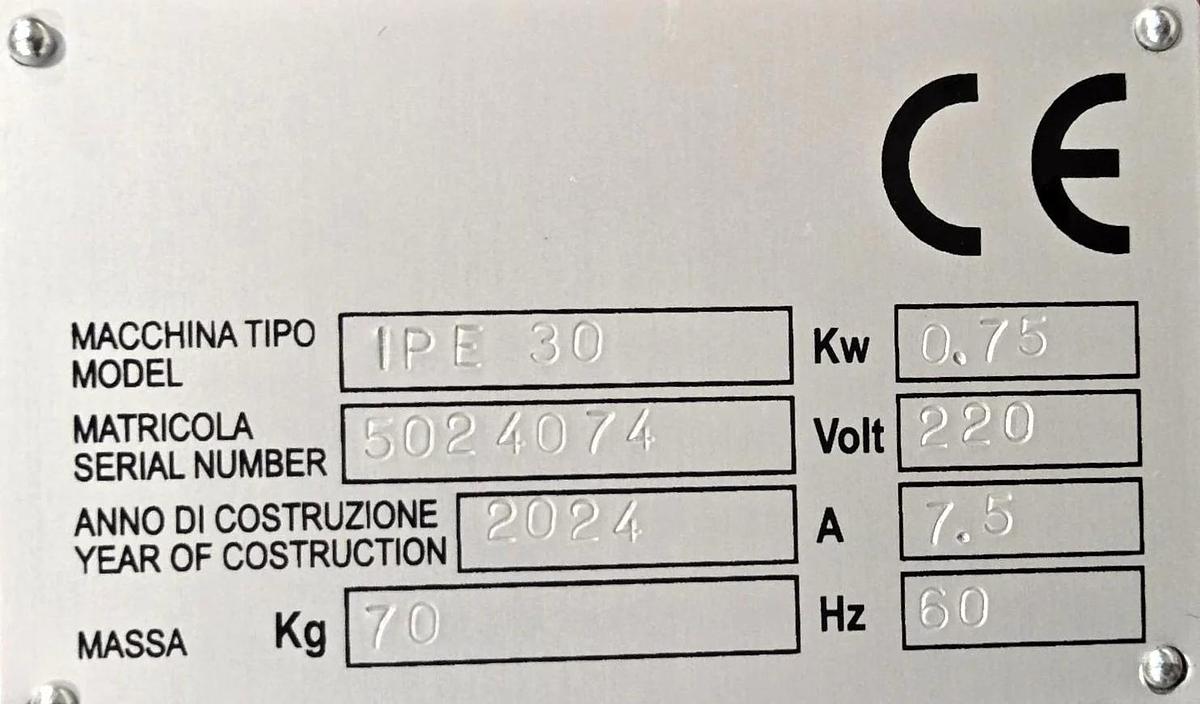 CE
MACCHINA TIPO
MODEL
IPE 30
Kw 0.75
MATRICOLA
SERIAL NUMBER
5024074
Volt 220
ANNO DI COSTRUZIONE
YEAR OF COSTRUCTION
2024
A 7.5
MASSA Kg 70
Hz 60